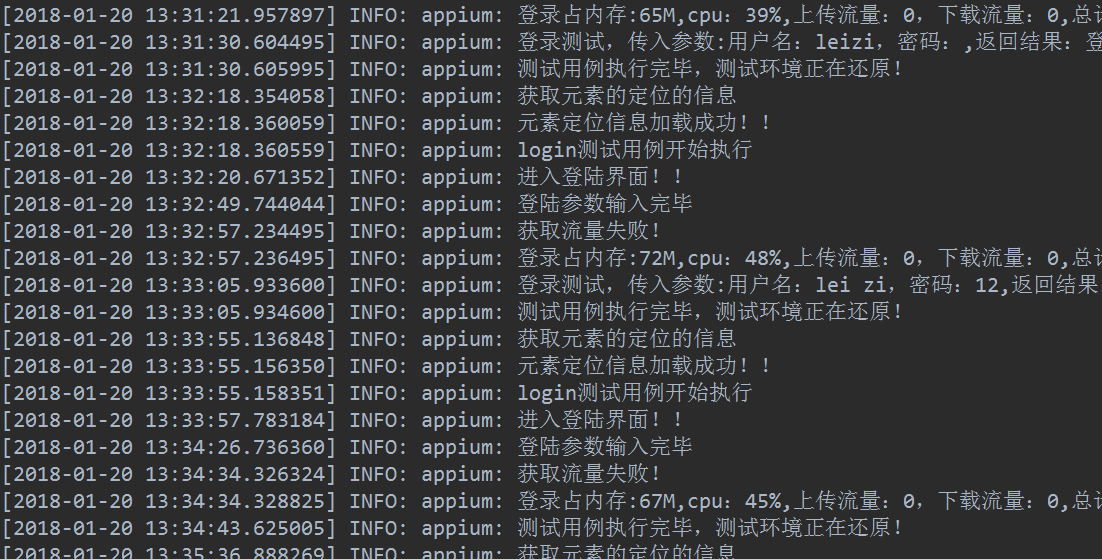 [2018-01-20 13:31:21.957897] INFO: appium: 登录占内存:65M,cpu：39%,上传流量：0，下载流量：0,总计
[2018-01-20 13:31:30.604495] INFO: appium: 登录测试，传入参数:用户名：leizi，密码：,返回结果：登
[2018-01-20 13:31:30.605995] INFO: appium: 测试用例执行完毕，测试环境正在还原！
[2018-01-20 13:32:18.354058] INFO: appium: 获取元素的定位的信息
[2018-01-20 13:32:18.360059] INFO: appium: 元素定位信息加载成功！！
[2018-01-20 13:32:18.360559] INFO: appium: login测试用例开始执行
[2018-01-20 13:32:20.671352] INFO: appium: 进入登陆界面！！
[2018-01-20 13:32:49.744044] INFO: appium: 登陆参数输入完毕
[2018-01-20 13:32:57.234495] INFO: appium: 获取流量失败！
[2018-01-20 13:32:57.236495] INFO: appium: 登录占内存:72M,cpu：48%,上传流量：0，下载流量：0,总计
[2018-01-20 13:33:05.933600] INFO: appium: 登录测试，传入参数:用户名：lei zi，密码：12,返回结果
[2018-01-20 13:33:05.934600] INFO: appium: 测试用例执行完毕，测试环境正在还原！
[2018-01-20 13:33:55.136848] INFO: appium: 获取元素的定位的信息
[2018-01-20 13:33:55.156350] INFO: appium: 元素定位信息加载成功！！
[2018-01-20 13:33:55.158351] INFO: appium: login测试用例开始执行
[2018-01-20 13:33:57.783184] INFO: appium: 进入登陆界面！！
[2018-01-20 13:34:26.736360] INFO: appium: 登陆参数输入完毕
[2018-01-20 13:34:34.326324] INFO: appium: 获取流量失败！
[2018-01-20 13:34:34.328825] INFO: appium: 登录占内存:67M,cpu：45%,上传流量：0，下载流量：0,总计
[2018-01-20 13:34:43.625005] INFO: appium: 测试用例执行完毕，测试环境正在还原！
[2018-01-20 13:35:36.888269] INFO: appium: 获取元素的定位的信息